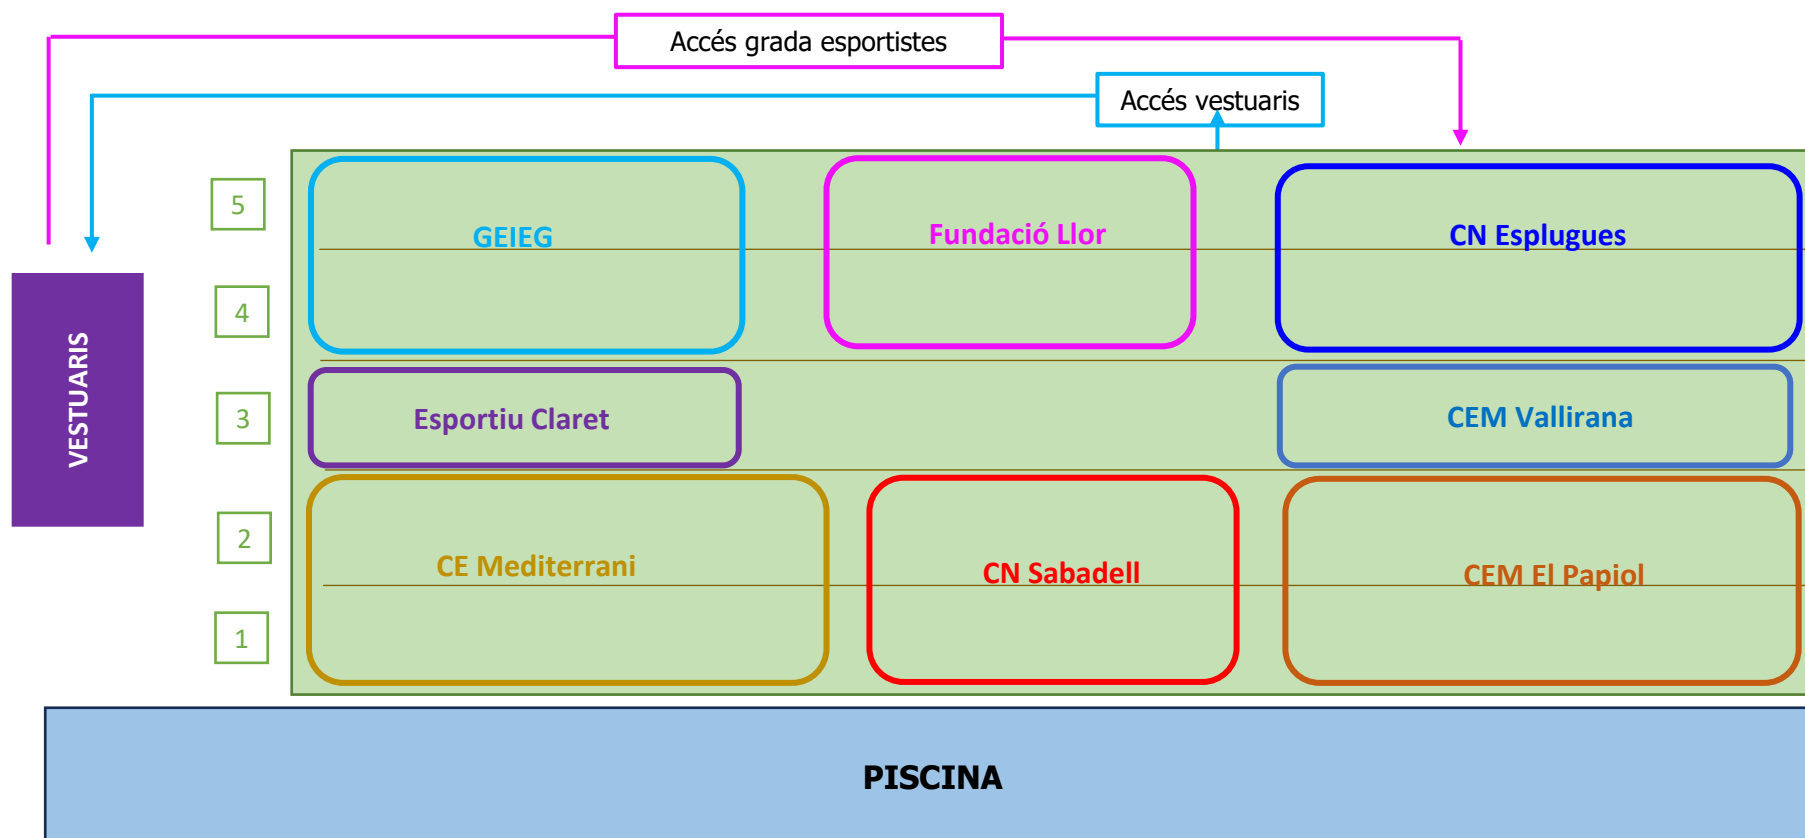 Accés grada esportistes
Accés vestuaris
5
GEIEG
Fundació Llor
CN Esplugues
4
VESTUARIS
3
Esportiu Claret
CEM Vallirana
2
CE Mediterrani
CN Sabadell
CEM El Papiol
1
PISCINA